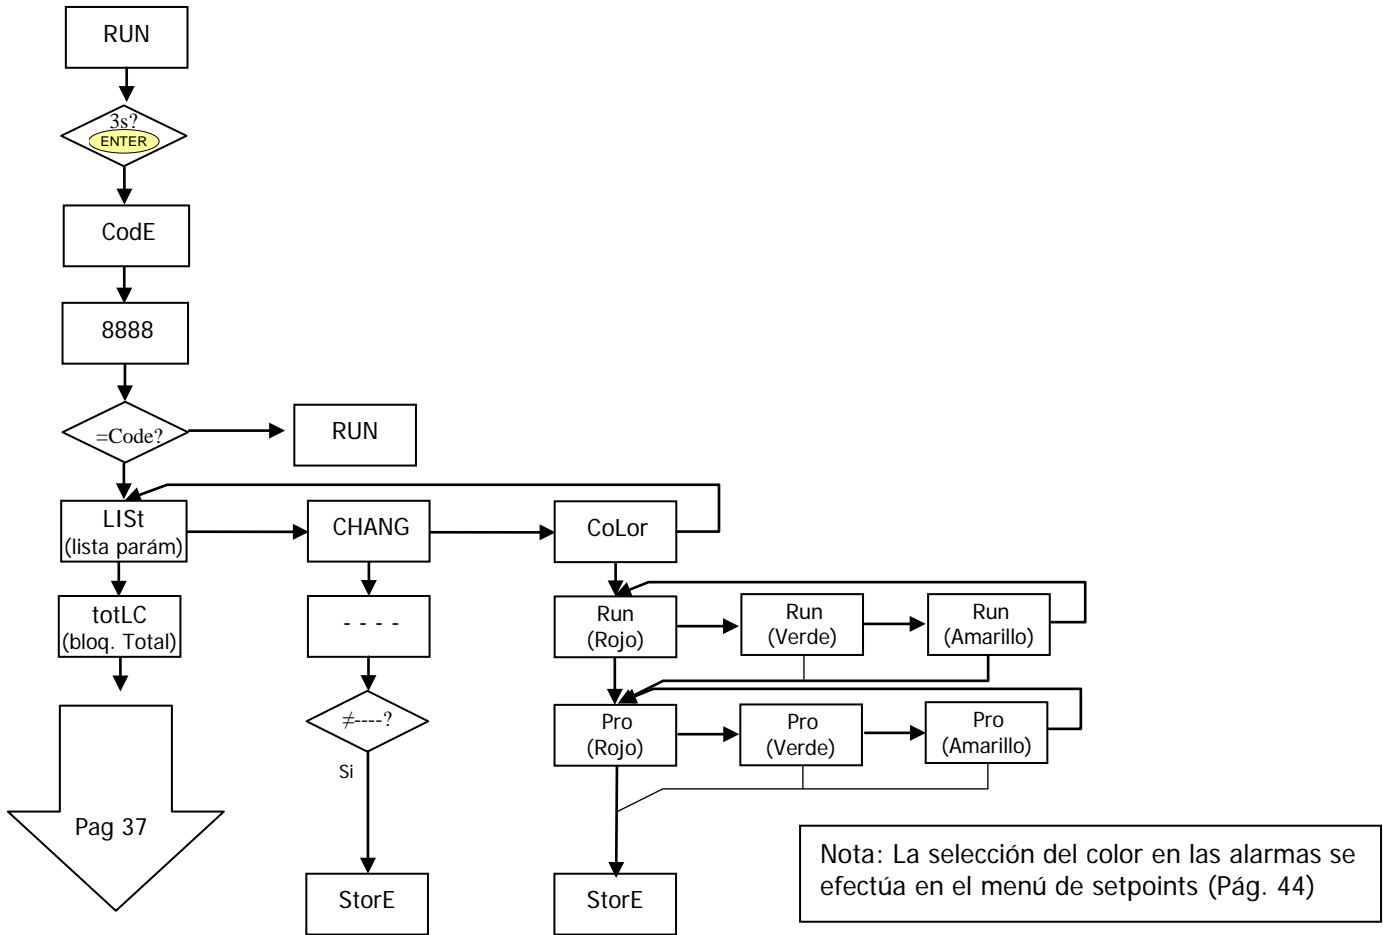 RUN
3s?
ENTER
CodE
8888
=Code?
RUN
LISt
(lista parám)
CHANG
CoLor
totLC
(bloq. Total)
- - - -
Run
(Rojo)
Run
(Verde)
Run
(Amarillo)
≠----?
Pro
(Rojo)
Pro
(Verde)
Pro
(Amarillo)
Si
Pag 37
StorE
StorE
Nota: La selección del color en las alarmas se
efectúa en el menú de setpoints (Pág. 44)